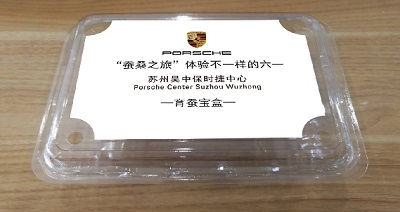 PORSCHE
“蚕桑之旅”体验不一样的六一
苏州吴中保时捷中心
Porsche Center Suzhou Wuzhong
—育蚕宝盒—